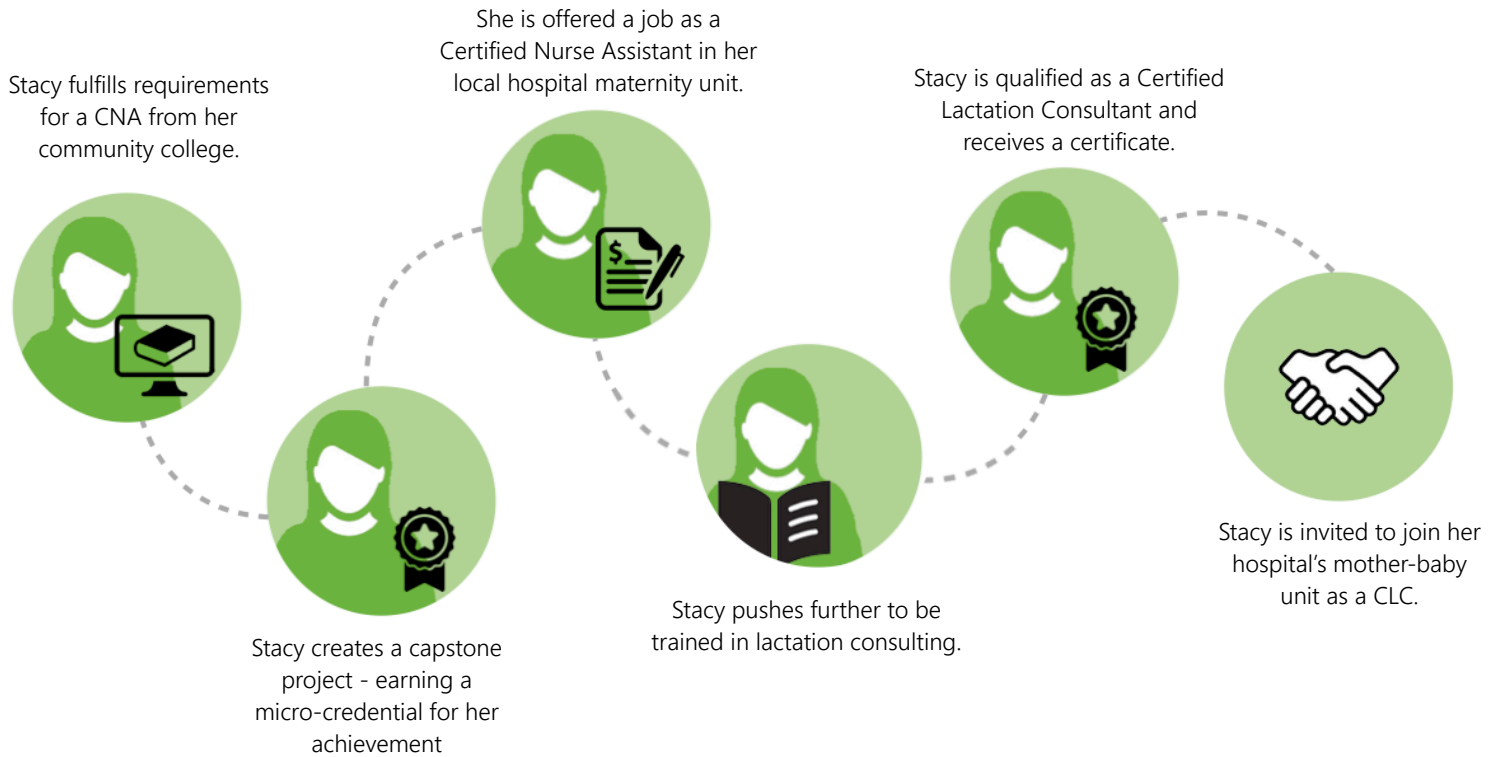 Stacy fulfills requirements
for a CNA from her
community college.
Stacy creates a capstone
project - earning a
micro-credential for her
achievement
She is offered a job as a
Certified Nurse Assistant in her
local hospital maternity unit.
$
Stacy pushes further to be
trained in lactation consulting.
Stacy is qualified as a Certified
Lactation Consultant and
receives a certificate.
Stacy is invited to join her
hospital’s mother-baby
unit as a CLC.